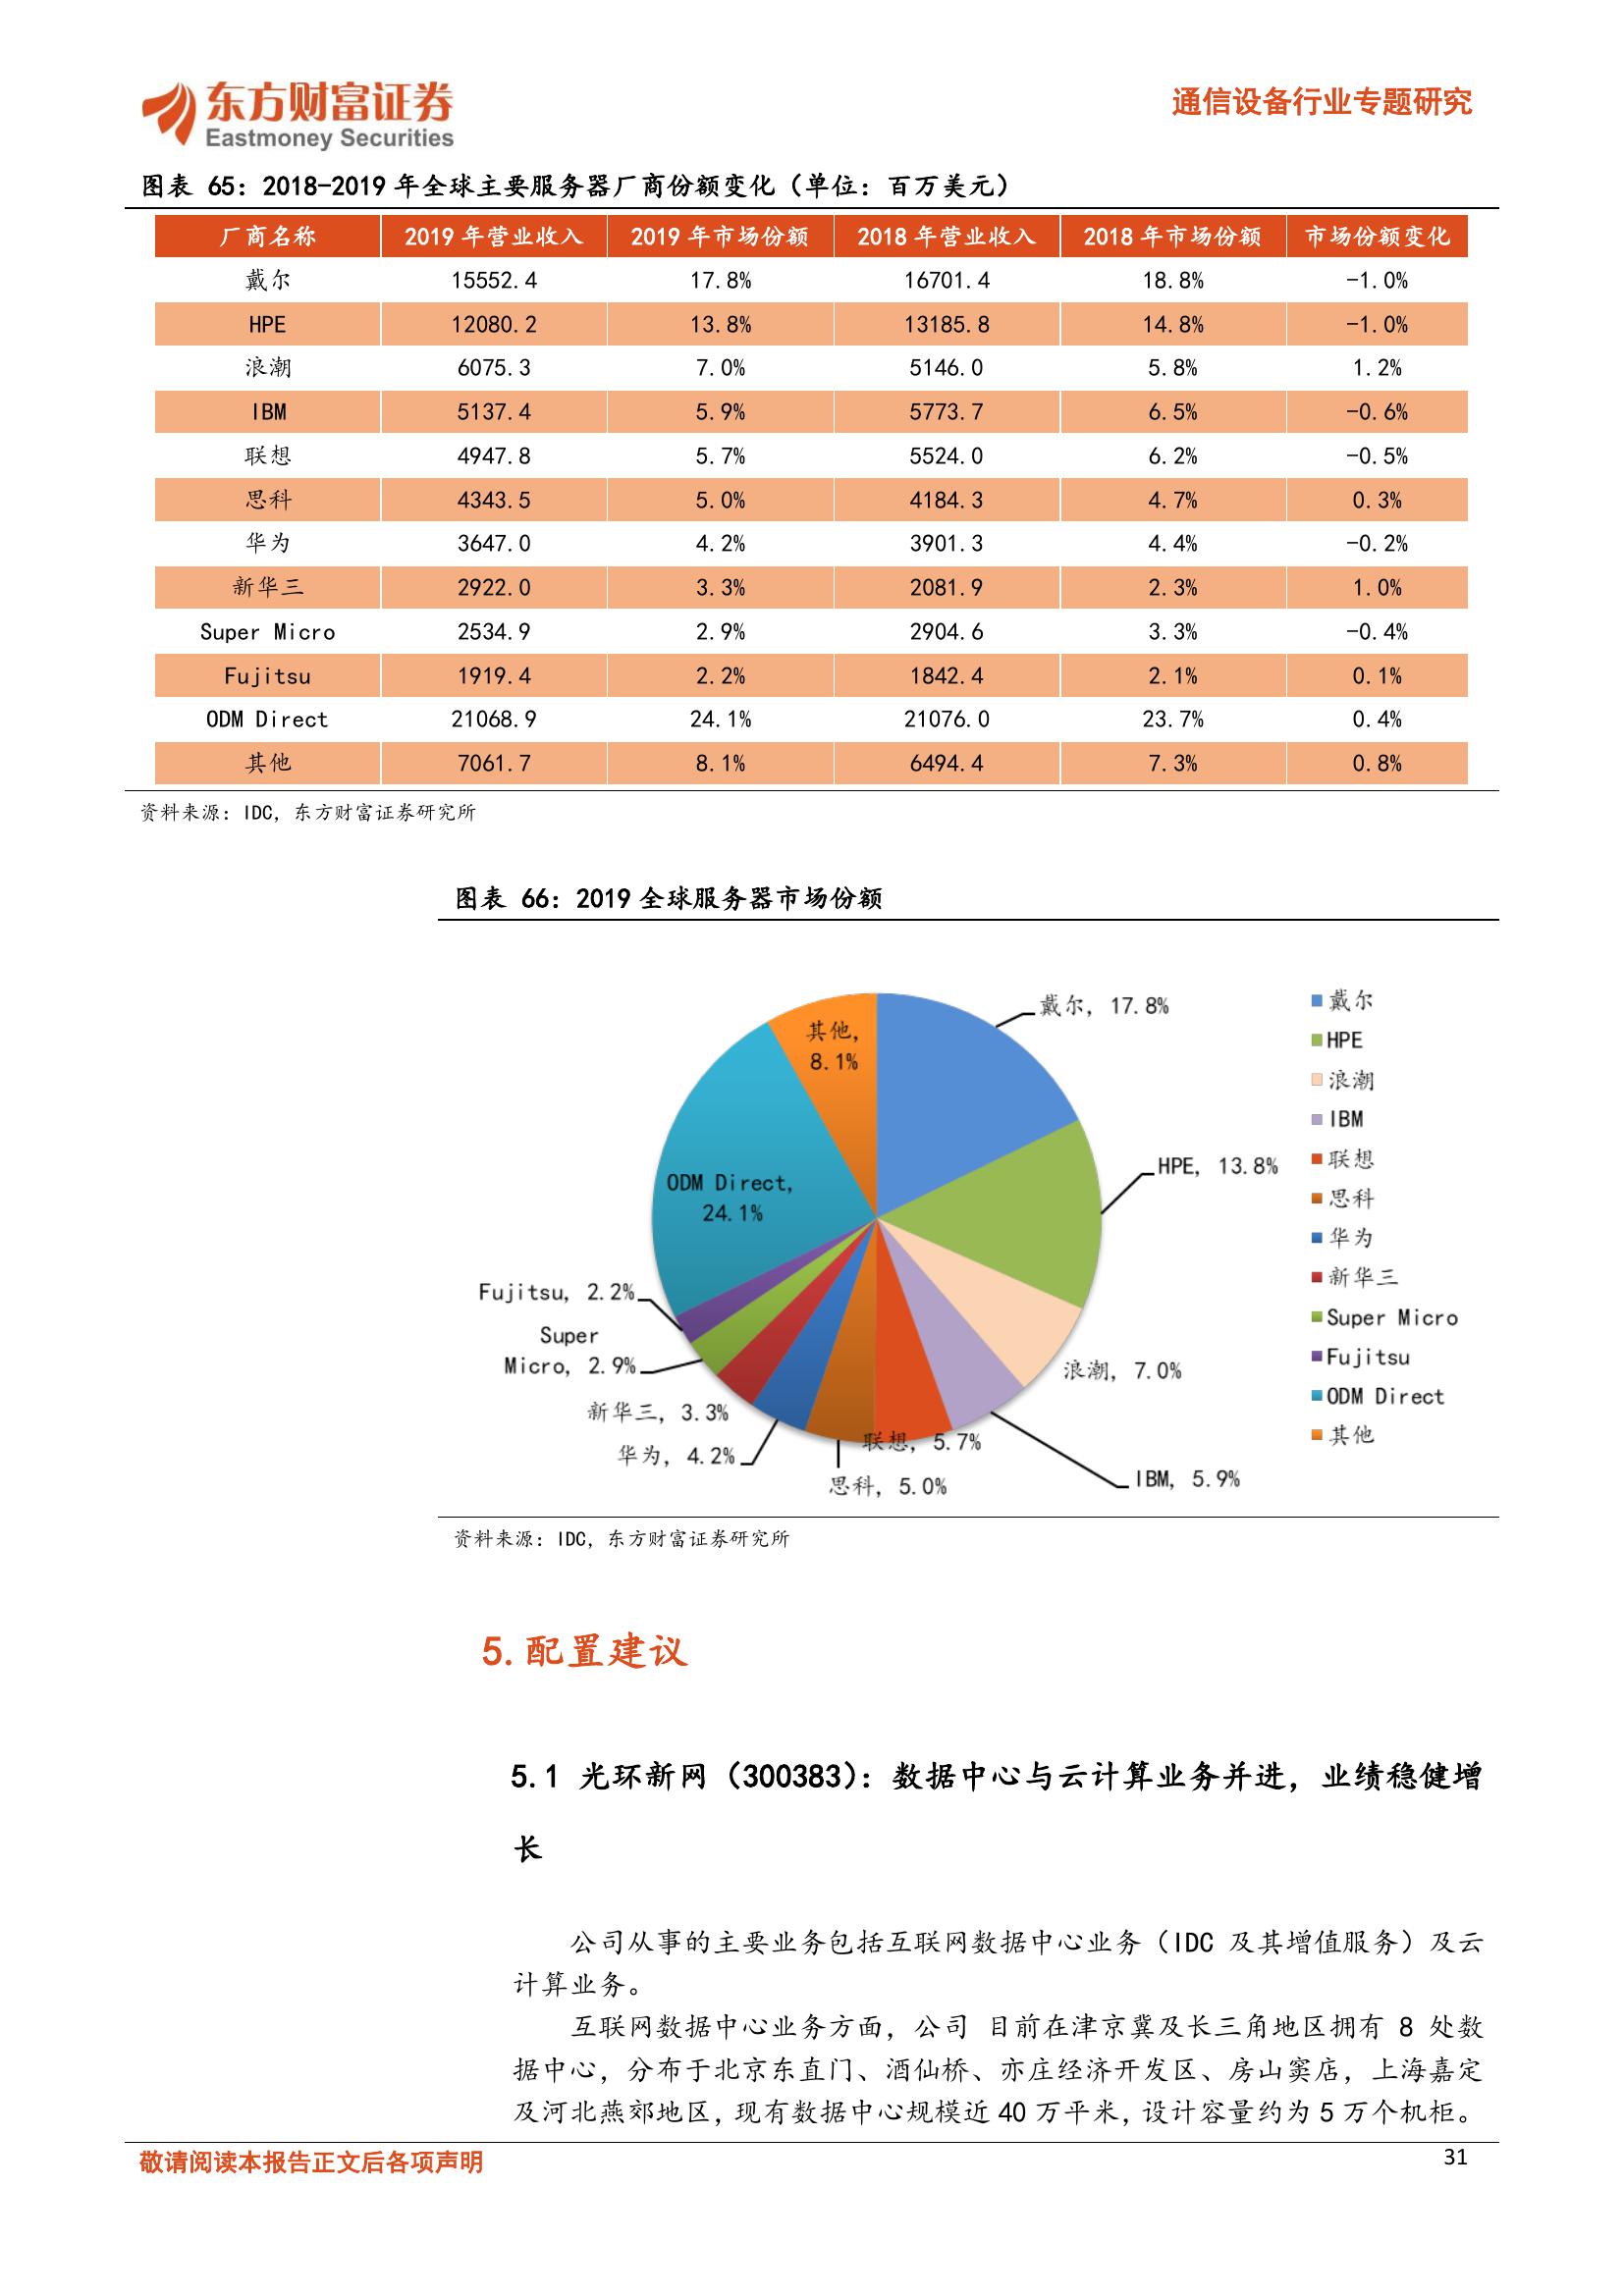 东方财富证券
Eastmoney Securities
通信设备行业专题研究
图表 65：2018-2019 年全球主要服务器厂商份额变化（单位：百万美元）
厂商名称 2019 年营业收入 2019 年市场份额 2018 年营业收入 2018 年市场份额 市场份额变化
戴尔 15552.4 17.8% 16701.4 18.8% -1.0%
HPE 12080.2 13.8% 13185.8 14.8% -1.0%
浪潮 6075.3 7.0% 5146.0 5.8% 1.2%
IBM 5137.4 5.9% 5773.7 6.5% -0.6%
联想 4947.8 5.7% 5524.0 6.2% -0.5%
思科 4343.5 5.0% 4184.3 4.7% 0.3%
华为 3647.0 4.2% 3901.3 4.4% -0.2%
新华三 2922.0 3.3% 2081.9 2.3% 1.0%
Super Micro 2534.9 2.9% 2904.6 3.3% -0.4%
Fujitsu 1919.4 2.2% 1842.4 2.1% 0.1%
ODM Direct 21068.9 24.1% 21076.0 23.7% 0.4%
其他 7061.7 8.1% 6494.4 7.3% 0.8%
资料来源：IDC，东方财富证券研究所
图表 66：2019 全球服务器市场份额
戴尔, 17.8%
HPE, 13.8%
浪潮, 7.0%
IBM, 5.9%
联想, 5.7%
思科, 5.0%
华为, 4.2%
新华三, 3.3%
Super
Micro, 2.9%
Fujitsu, 2.2%
ODM Direct,
24.1%
其他,
8.1%
戴尔
HPE
浪潮
IBM
联想
思科
华为
新华三
Super Micro
Fujitsu
ODM Direct
其他
资料来源：IDC，东方财富证券研究所
5.配置建议
5.1 光环新网（300383）：数据中心与云计算业务并进，业绩稳健增
长
公司从事的主要业务包括互联网数据中心业务（IDC 及其增值服务）及云
计算业务。
互联网数据中心业务方面，公司 目前在津京冀及长三角地区拥有 8 处数
据中心，分布于北京东直门、酒仙桥、亦庄经济开发区、房山窦店，上海嘉定
及河北燕郊地区，现有数据中心规模近 40 万平米，设计容量约为 5 万个机柜。
敬请阅读本报告正文后各项声明
31